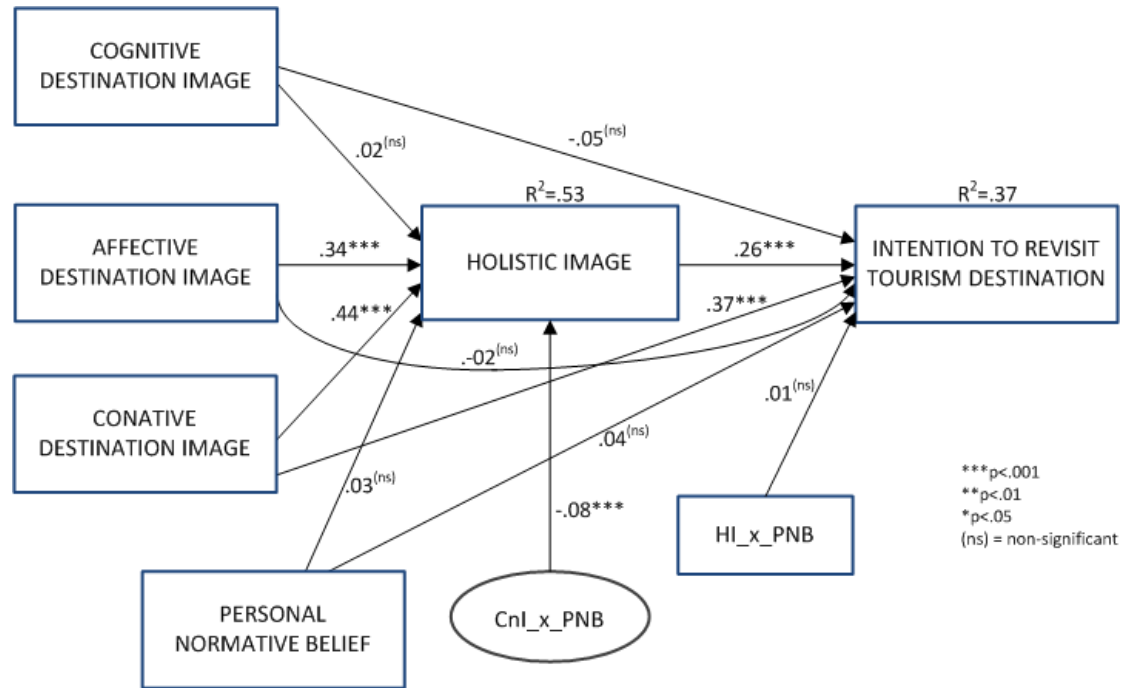 COGNITIVE
DESTINATION IMAGE
-.05(ns)
.02(ns)
R²=.53
R²=.37
AFFECTIVE
DESTINATION IMAGE
.34***
HOLISTIC IMAGE
.26***
INTENTION TO REVISIT
TOURISM DESTINATION
.44***
.37***
.-02(ns)
CONATIVE
DESTINATION IMAGE
.01(ns)
.04(ns)
.03(ns)
-.08***
***p<.001
**p<.01
*p<.05
(ns) = non-significant
HI_x_PNB
PERSONAL
NORMATIVE BELIEF
CnI_x_PNB